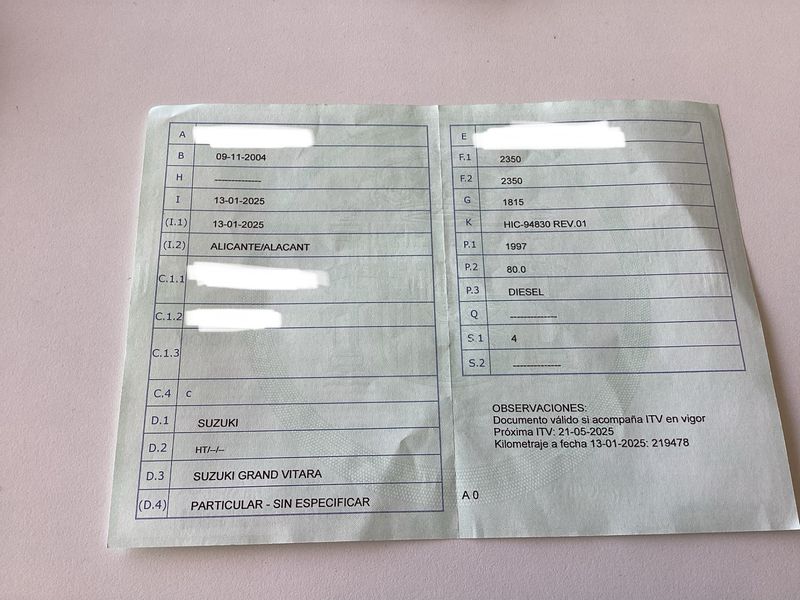 A
B 09-11-2004
H --------------
I 13-01-2025
(I.1) 13-01-2025
(I.2) ALICANTE/ALACANT
C.1.1
C.1.2
C.1.3
C.4 c
D.1 SUZUKI
D.2 HT/--/--
D.3 SUZUKI GRAND VITARA
(D.4) PARTICULAR - SIN ESPECIFICAR
E
F.1 2350
F.2 2350
G 1815
K HIC-94830 REV.01
P.1 1997
P.2 80.0
P.3 DIESEL
Q --------------
S.1 4
S.2 --------------
OBSERVACIONES:
Documento válido si acompaña ITV en vigor
Próxima ITV: 21-05-2025
Kilometraje a fecha 13-01-2025: 219478
A 0